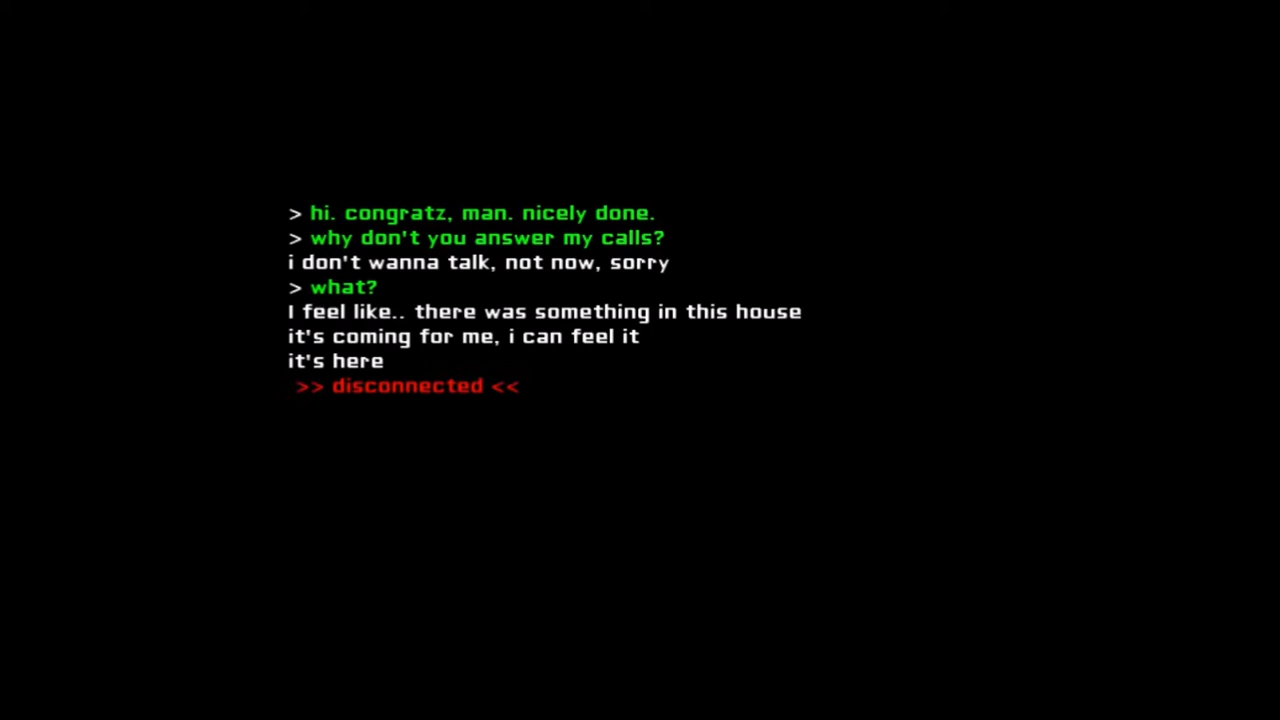 > hi. congratz, man. nicely done.
> why don't you answer my calls?
i don't wanna talk, not now, sorry
> what?
I feel like.. there was something in this house
it's coming for me, i can feel it
it's here
>> disconnected <<